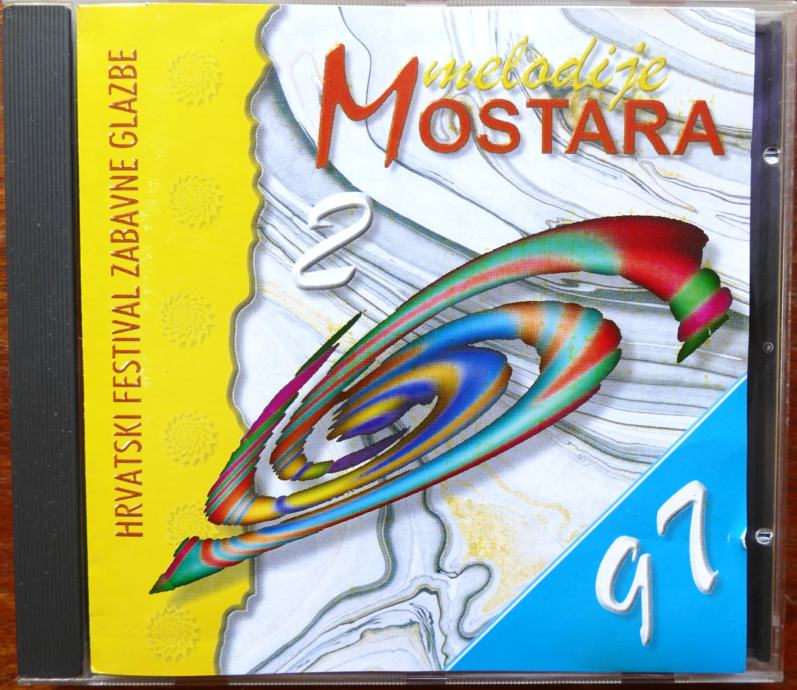 HRVATSKI FESTIVAL ZABAVNE GLAZBE
melodije
MOSTARA
2
97